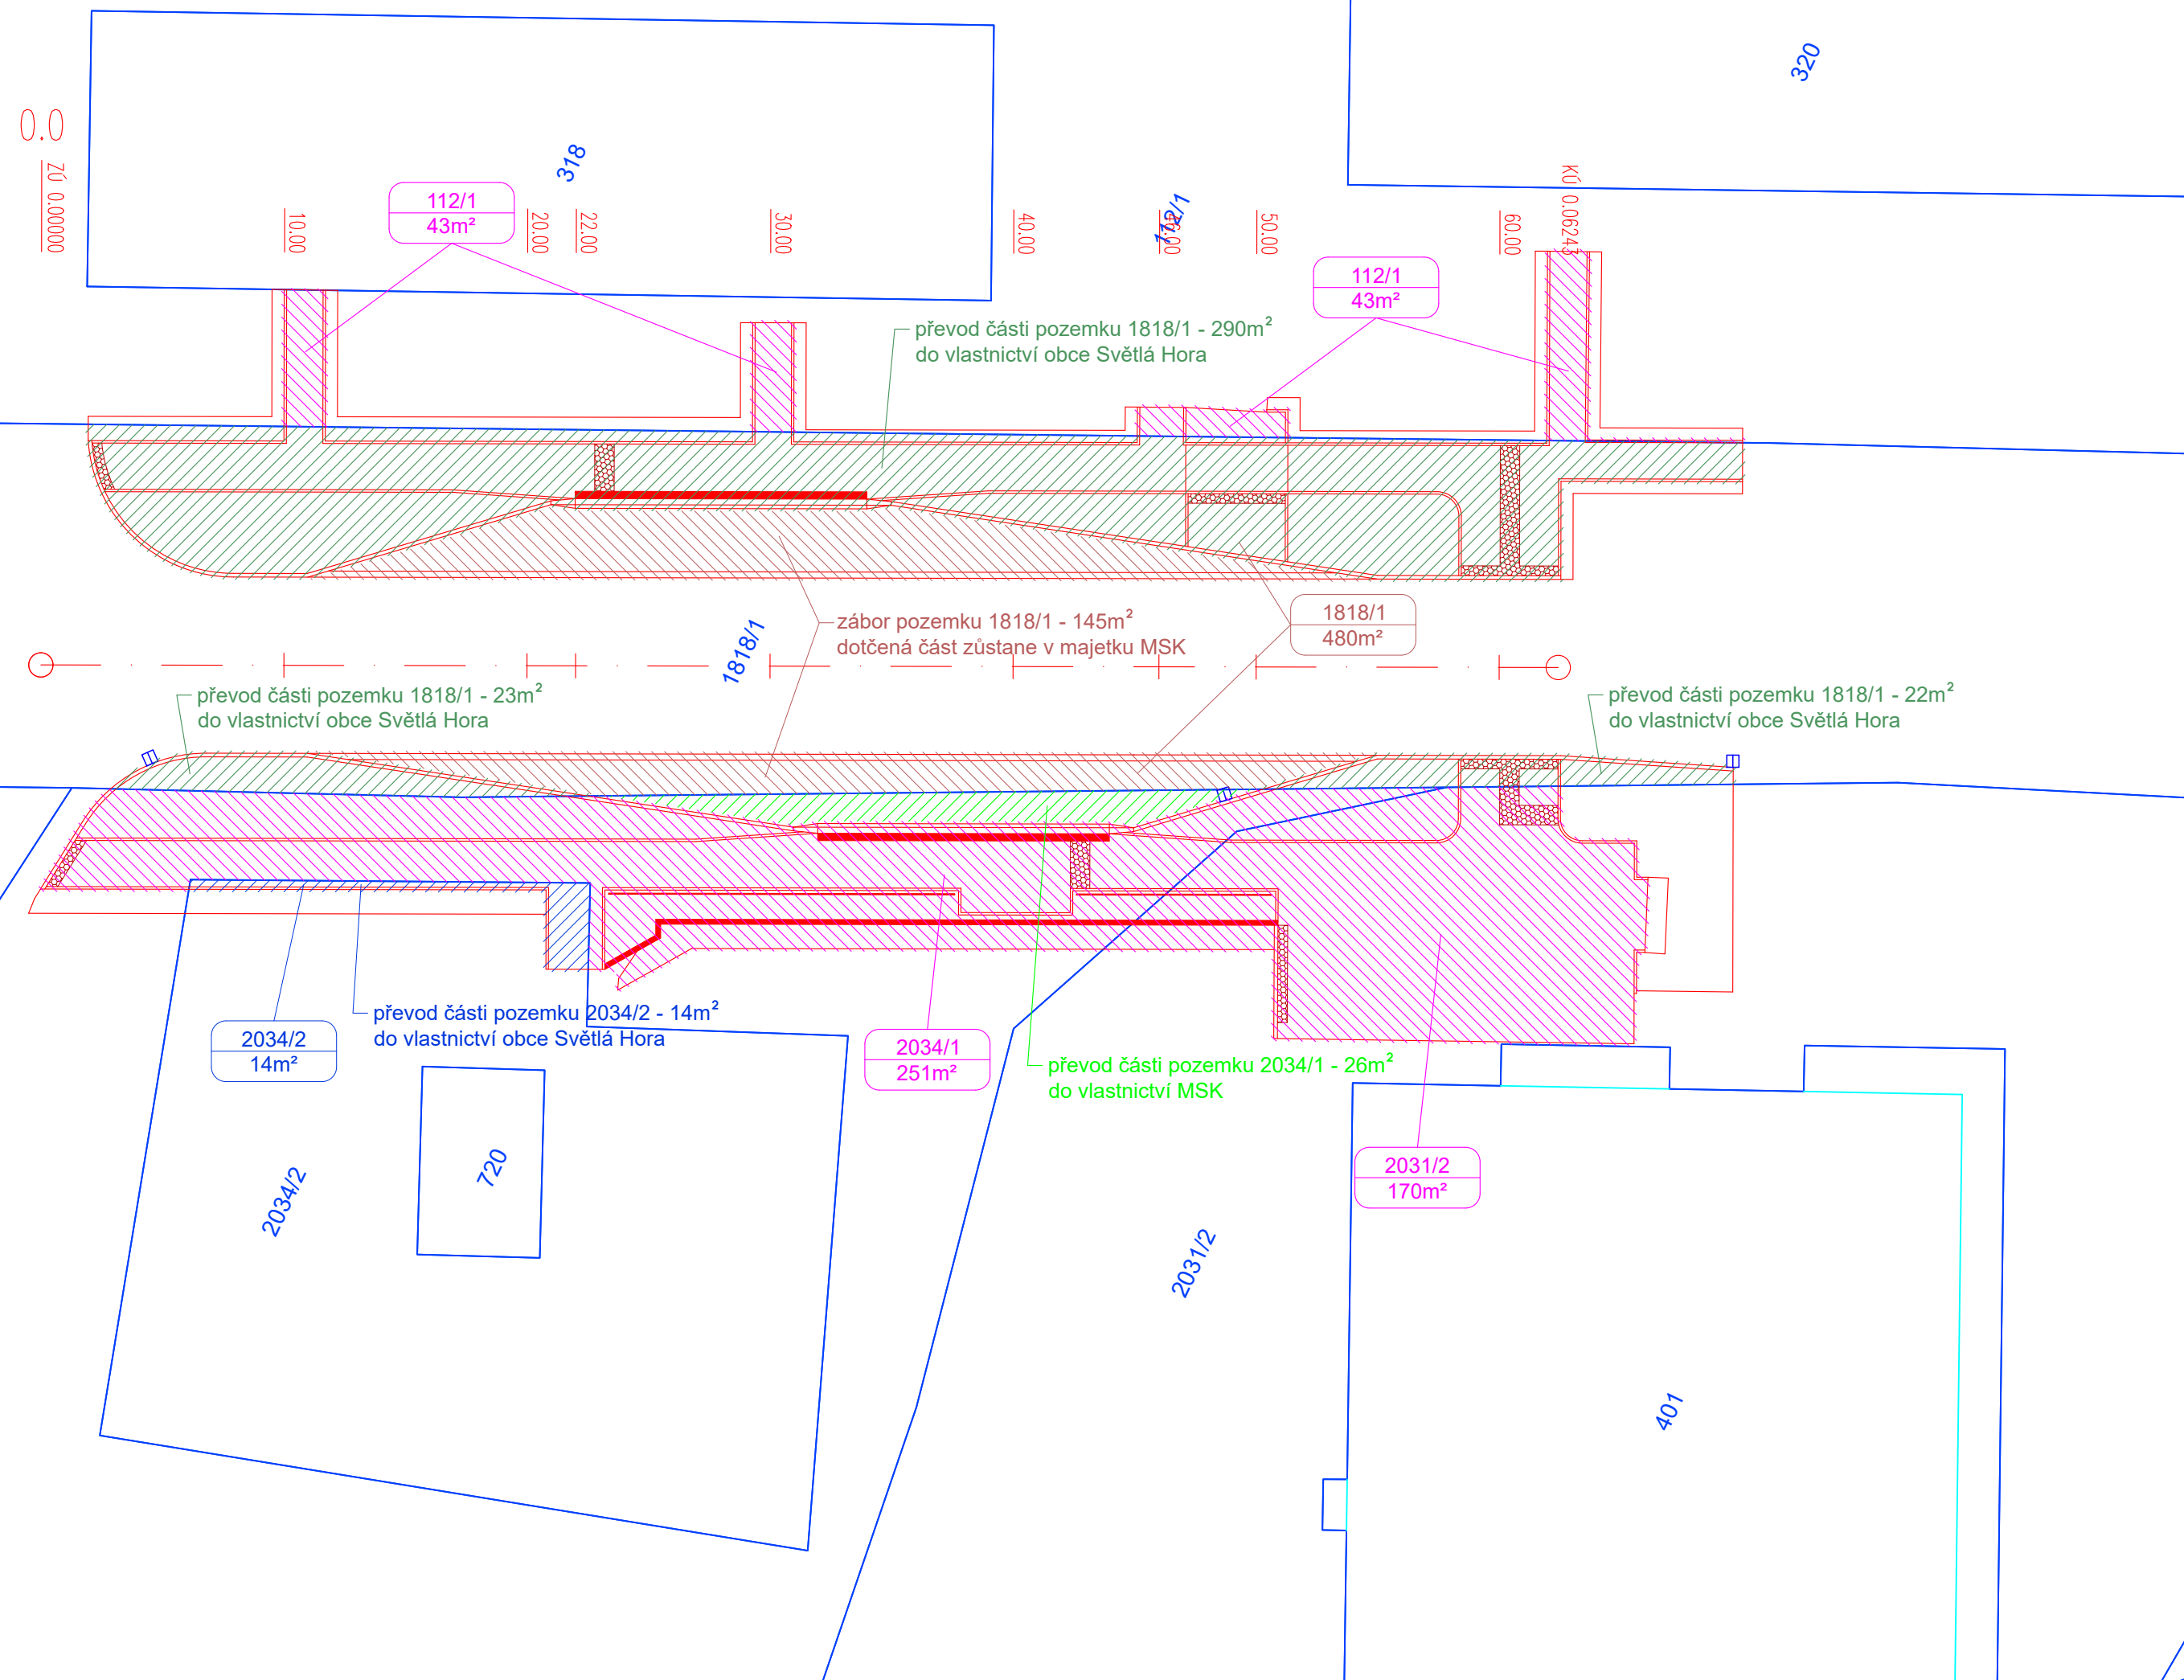 320
0.0
318
ZÚ 0.00000
10.00
112/1
43m²
20.00
22.00
30.00
40.00
112/1
50.00
60.00
KÚ 0.06243
112/1
43m²
převod části pozemku 1818/1 - 290m²
do vlastnictví obce Světlá Hora
zábor pozemku 1818/1 - 145m²
dotčená část zůstane v majetku MSK
1818/1
480m²
1818/1
převod části pozemku 1818/1 - 23m²
do vlastnictví obce Světlá Hora
převod části pozemku 1818/1 - 22m²
do vlastnictví obce Světlá Hora
převod části pozemku 2034/2 - 14m²
do vlastnictví obce Světlá Hora
2034/2
14m²
2034/1
251m²
převod části pozemku 2034/1 - 26m²
do vlastnictví MSK
2031/2
170m²
2034/2
720
2031/2
401